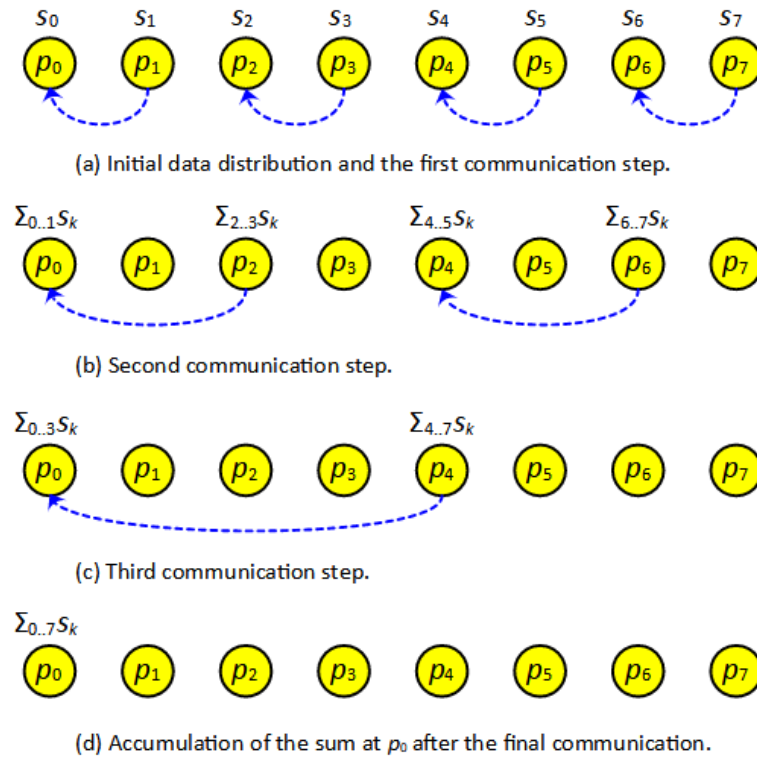 s₀ s₁ s₂ s₃ s₄ s₅ s₆ s₇
p₀ p₁ p₂ p₃ p₄ p₅ p₆ p₇
(a) Initial data distribution and the first communication step.
Σ₀..₁sₖ Σ₂..₃sₖ Σ₄..₅sₖ Σ₆..₇sₖ
p₀ p₁ p₂ p₃ p₄ p₅ p₆ p₇
(b) Second communication step.
Σ₀..₃sₖ Σ₄..₇sₖ
p₀ p₁ p₂ p₃ p₄ p₅ p₆ p₇
(c) Third communication step.
Σ₀..₇sₖ
p₀ p₁ p₂ p₃ p₄ p₅ p₆ p₇
(d) Accumulation of the sum at p₀ after the final communication.